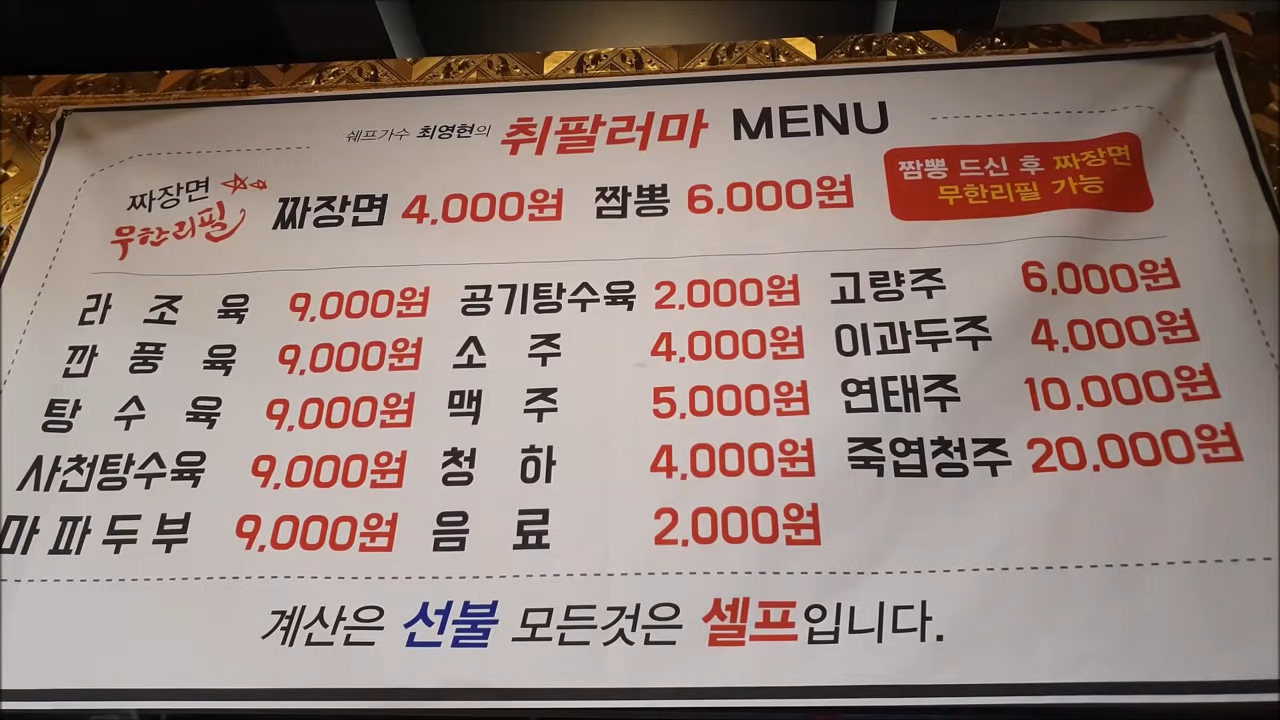 쉐프가수 최영현의 취팔러마 MENU
짜장면
무한리필
짜장면 4,000원 짬뽕 6,000원
짬뽕 드신 후 짜장면
무한리필 가능
라조육 9,000원 공기탕수육 2,000원 고량주 6,000원
깐풍육 9,000원 소주 4,000원 이과두주 4,000원
탕수육 9,000원 맥주 5,000원 연태주 10,000원
사천탕수육 9,000원 청하 4,000원 죽엽청주 20,000원
마파두부 9,000원 음료 2,000원
계산은 선불 모든것은 셀프입니다.